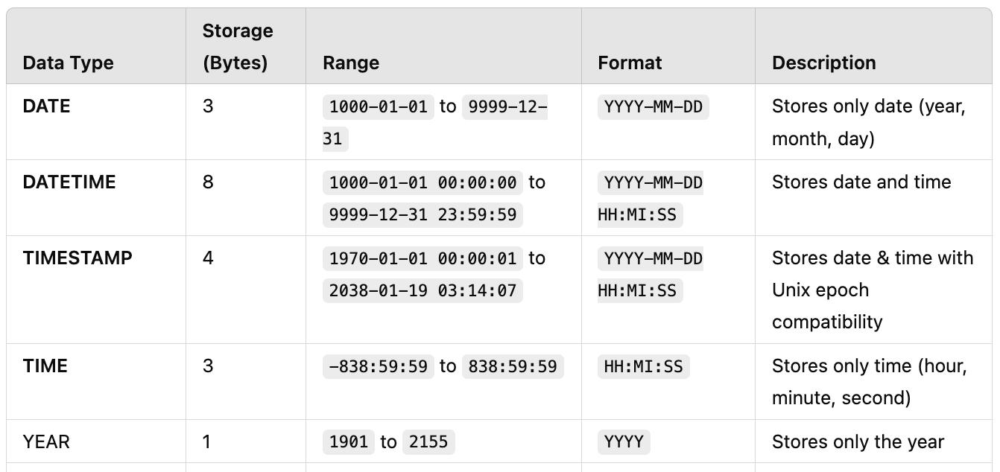 Storage
Data Type (Bytes) Range Format Description
DATE 3 1000-01-01 to 9999-12- YYYY-MM-DD Stores only date (year,
31 month, day)
DATETIME 8 1000-01-01 00:00:00 to YYYY-MM-DD Stores date and time
9999-12-31 23:59:59 HH:MI:SS
TIMESTAMP 4 1970-01-01 00:00:01 to YYYY-MM-DD Stores date & time with
2038-01-19 03:14:07 HH:MI:SS Unix epoch
compatibility
TIME 3 -838:59:59 to 838:59:59 HH:MI:SS Stores only time (hour,
minute, second)
YEAR 1 1901 to 2155 YYYY Stores only the year